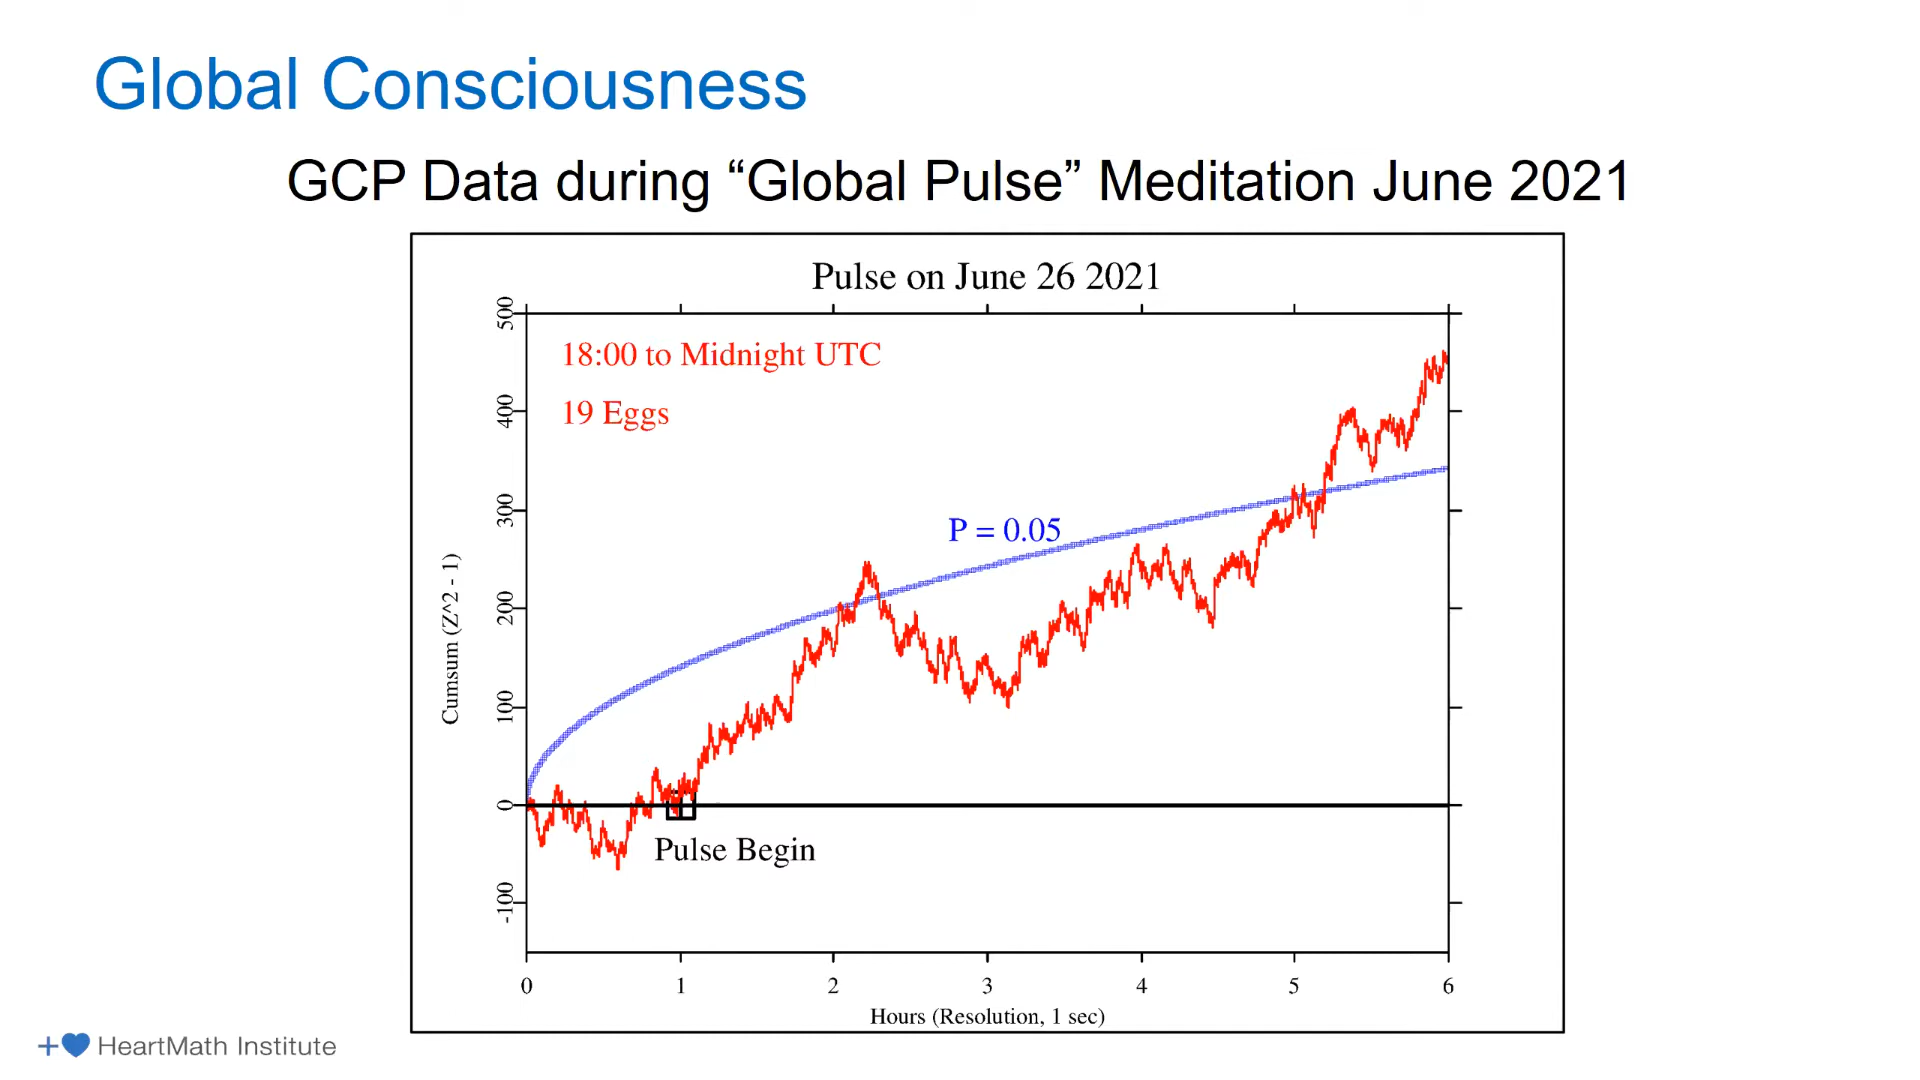 Global Consciousness
GCP Data during “Global Pulse” Meditation June 2021
Pulse on June 26 2021
18:00 to Midnight UTC
19 Eggs
P = 0.05
Pulse Begin
Cumsum (Z^2 - 1)
500
400
300
200
100
0
-100
0 1 2 3 4 5 6
Hours (Resolution, 1 sec)
HeartMath Institute